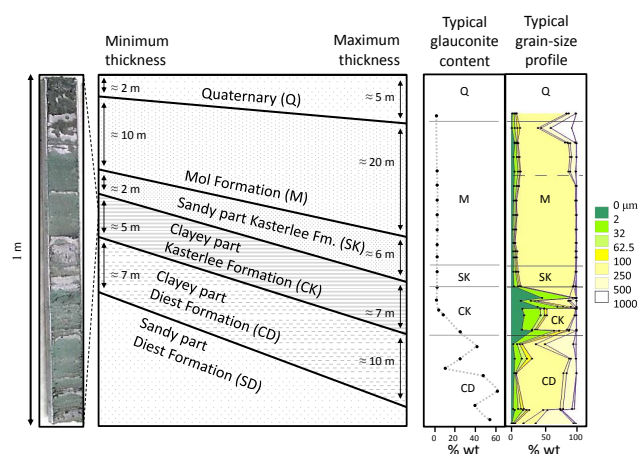 Typical
glauconite
content
Typical
grain-size
profile
Minimum
thickness
Maximum
thickness
1 m
≈ 2 m
≈ 10 m
≈ 2 m
≈ 5 m
≈ 7 m
Quaternary (Q)
Mol Formation (M)
Sandy part Kasterlee Fm. (SK)
Clayey part
Kasterlee Formation (CK)
Clayey part
Diest Formation (CD)
Sandy part
Diest Formation (SD)
≈ 5 m
≈ 20 m
≈ 6 m
≈ 7 m
≈ 10 m
Q
M
SK
CK
CD
0 20 40 60
% wt
Q
M
SK
CK
CD
0 50 100
% wt
0 µm
2
32
62.5
100
250
500
1000